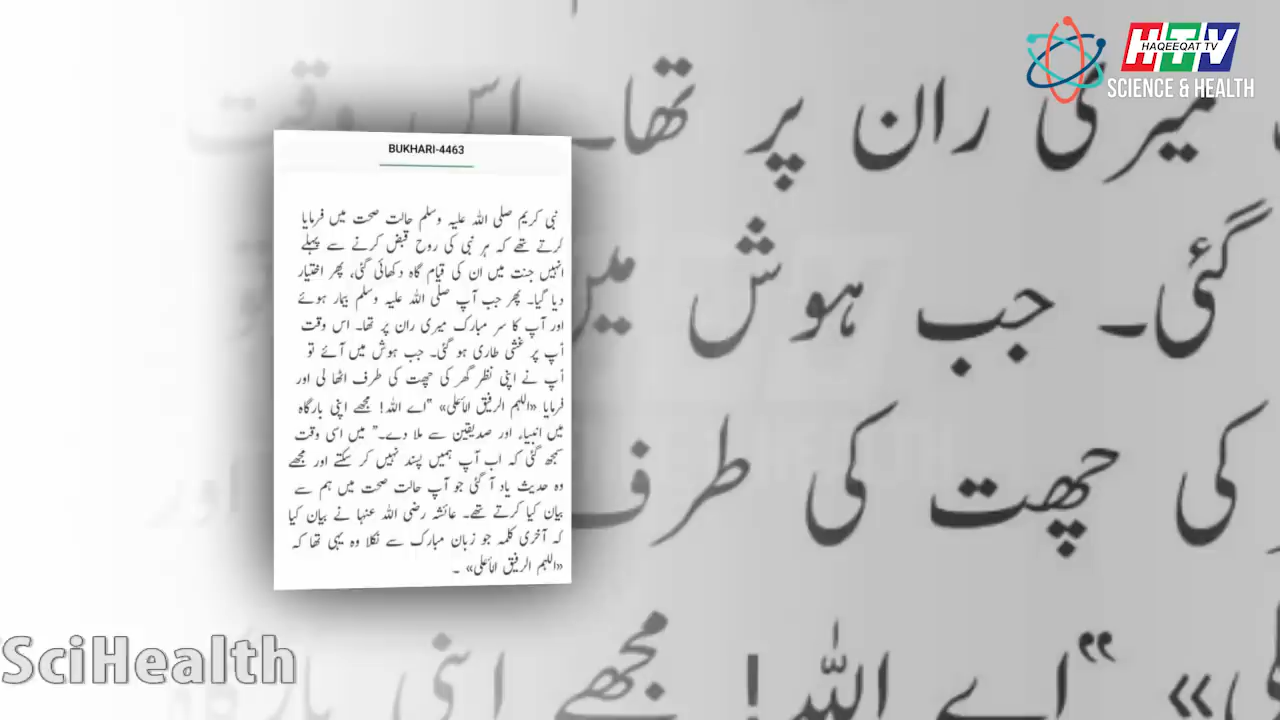 HTV
HAQEEQAT TV
SCIENCE & HEALTH
BUKHARI-4463
نبی کریم صلی اللہ علیہ وسلم حالت صحت میں فرمایا
کرتے تھے کہ ہر نبی کی روح قبض کرنے سے پہلے
انہیں جنت میں ان کی قیام گاہ دکھائی گئی، پھر اختیار
دیا گیا۔ پھر جب آپ صلی اللہ علیہ وسلم بیمار ہوئے
اور آپ کا سر مبارک میری ران پر تھا۔ اس وقت
آپ پر غشی طاری ہو گئی۔ جب ہوش میں آئے تو
آپ نے اپنی نظر گھر کی چھت کی طرف اٹھا لی اور
فرمایا «اللہم الرفیق الأعلى» ”اے اللہ! مجھے اپنی بارگاہ
میں انبیاء اور صدیقین سے ملا دے۔“ میں اسی وقت
سمجھ گئی کہ اب آپ ہمیں پسند نہیں کر سکتے اور مجھے
وہ حدیث یاد آ گئی جو آپ حالت صحت میں ہم سے
بیان کیا کرتے تھے۔ عائشہ رضی اللہ عنہا نے بیان کیا
کہ آخری کلمہ جو زبان مبارک سے نکلا وہ یہی تھا کہ
«اللہم الرفیق الأعلى» ۔
میری ران پر تھا۔ اس وقت
گئی۔ جب ہوش میں
کی چھت کی طرف اور
» ”اے اللہ! مجھے اپنی بارگاہ
SciHealth